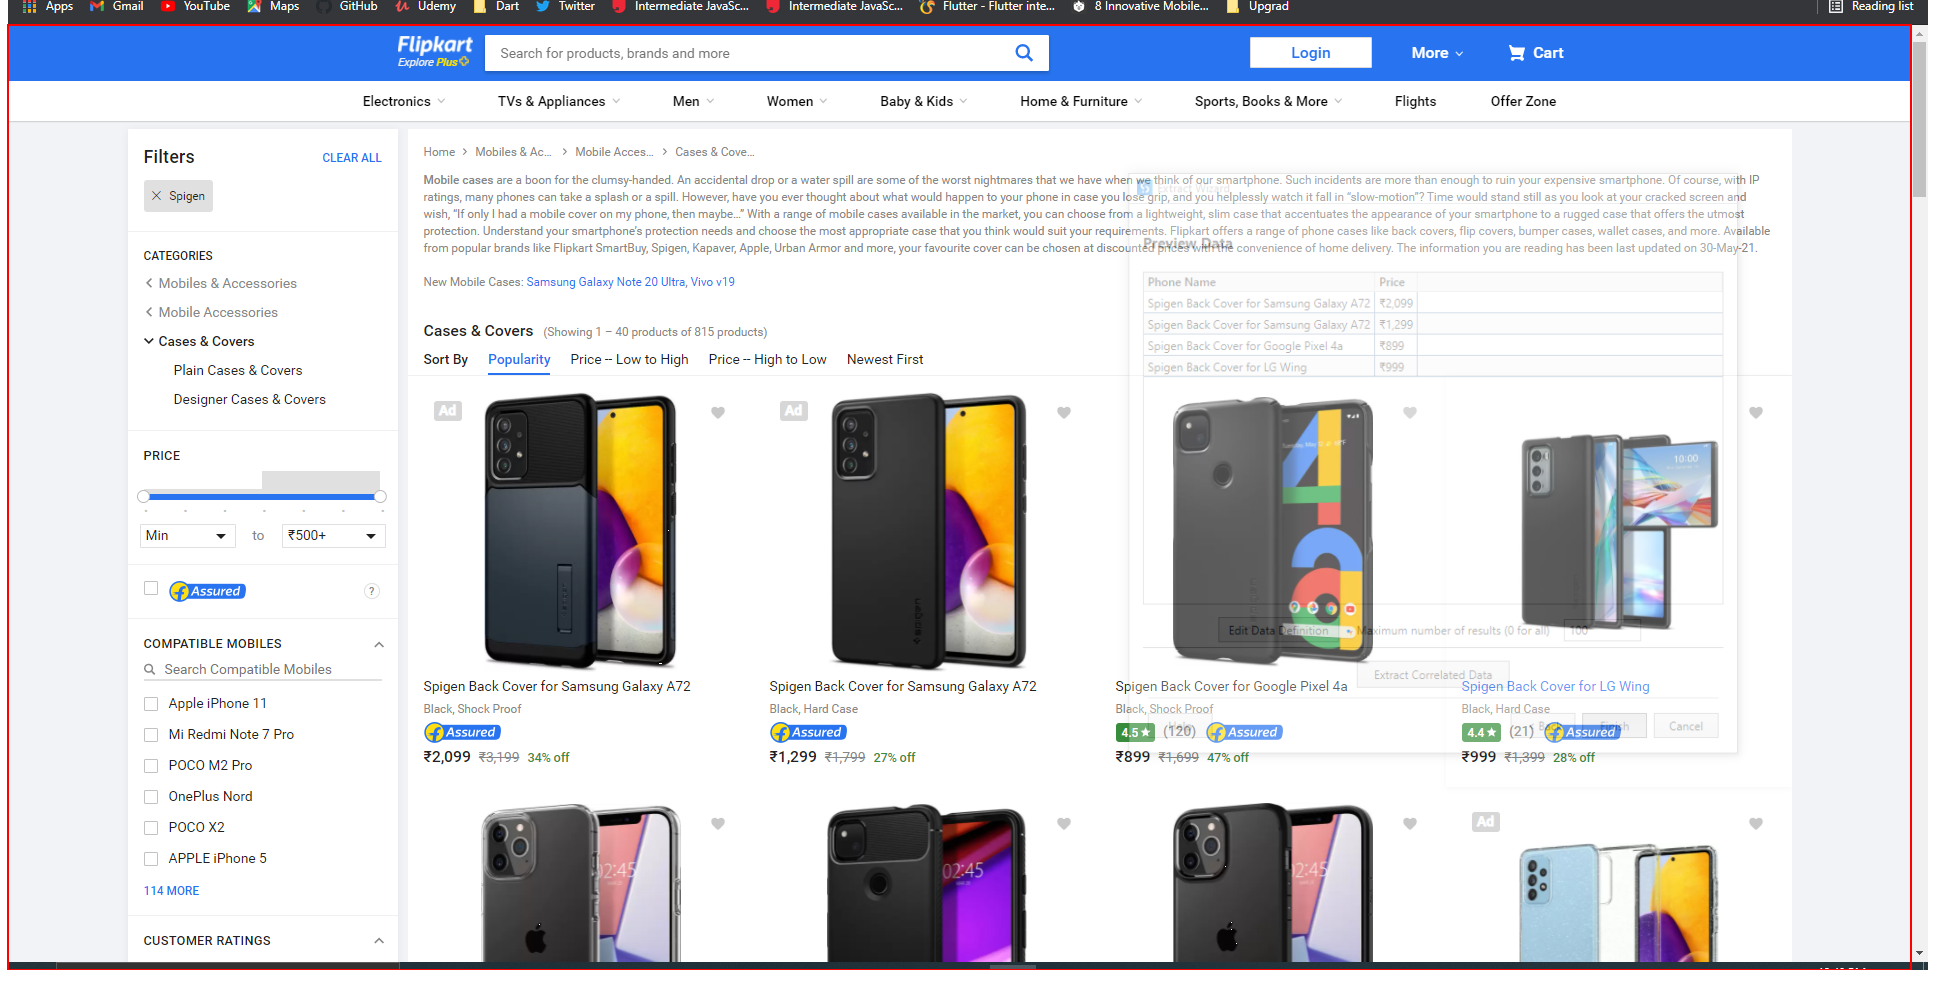 Apps Gmail YouTube Maps GitHub Udemy Dart Twitter Intermediate JavaSc... Intermediate JavaSc... Flutter - Flutter inte... 8 Innovative Mobile... Upgrad Reading list
Flipkart
Explore Plus
Search for products, brands and more
Login
More
Cart
Electronics TVs & Appliances Men Women Baby & Kids Home & Furniture Sports, Books & More Flights Offer Zone
Filters
CLEAR ALL
Spigen
CATEGORIES
Mobiles & Accessories
Mobile Accessories
Cases & Covers
Plain Cases & Covers
Designer Cases & Covers
PRICE
Min to ₹500+
Assured
?
COMPATIBLE MOBILES
Search Compatible Mobiles
Apple iPhone 11
Mi Redmi Note 7 Pro
POCO M2 Pro
OnePlus Nord
POCO X2
APPLE iPhone 5
114 MORE
CUSTOMER RATINGS
Home > Mobiles & Ac... > Mobile Acces... > Cases & Cove...
Mobile cases are a boon for the clumsy-handed. An accidental drop or a water spill are some of the worst nightmares that we have when we think of our smartphone. Such incidents are more than enough to ruin your expensive smartphone. Of course, with IP
ratings, many phones can take a splash or a spill. However, have you ever thought about what would happen to your phone in case you lose grip, and you helplessly watch it fall in “slow-motion”? Time would stand still as you look at your cracked screen and
wish, “If only I had a mobile cover on my phone, then maybe...” With a range of mobile cases available in the market, you can choose from a lightweight, slim case that accentuates the appearance of your smartphone to a rugged case that offers the utmost
protection. Understand your smartphone’s protection needs and choose the most appropriate case that you think would suit your requirements. Flipkart offers a range of phone cases like back covers, flip covers, bumper cases, wallet cases, and more. Available
from popular brands like Flipkart SmartBuy, Spigen, Kapaver, Apple, Urban Armor and more, your favourite cover can be chosen at discounted prices with the convenience of home delivery. The information you are reading has been last updated on 30-May-21.
New Mobile Cases: Samsung Galaxy Note 20 Ultra, Vivo v19
Cases & Covers (Showing 1 – 40 products of 815 products)
Sort By Popularity Price -- Low to High Price -- High to Low Newest First
Extract Wizard
Preview Data
Phone Name Price
Spigen Back Cover for Samsung Galaxy A72 ₹2,099
Spigen Back Cover for Samsung Galaxy A72 ₹1,299
Spigen Back Cover for Google Pixel 4a ₹899
Spigen Back Cover for LG Wing ₹999
Edit Data Definition
Maximum number of results (0 for all) 100
Extract Correlated Data
Help
Finish
Cancel
Ad
Spigen Back Cover for Samsung Galaxy A72
Black, Shock Proof
Assured
₹2,099 ₹3,199 34% off
Ad
spigen
Spigen Back Cover for Samsung Galaxy A72
Black, Hard Case
Assured
₹1,299 ₹1,799 27% off
Spigen Back Cover for Google Pixel 4a
Black, Shock Proof
4.5 (120) Assured
₹899 ₹1,699 47% off
10:00
Spigen Back Cover for LG Wing
Black, Hard Case
4.4 (21) Assured
₹999 ₹1,399 28% off
02:45
02:45
02:45
Ad